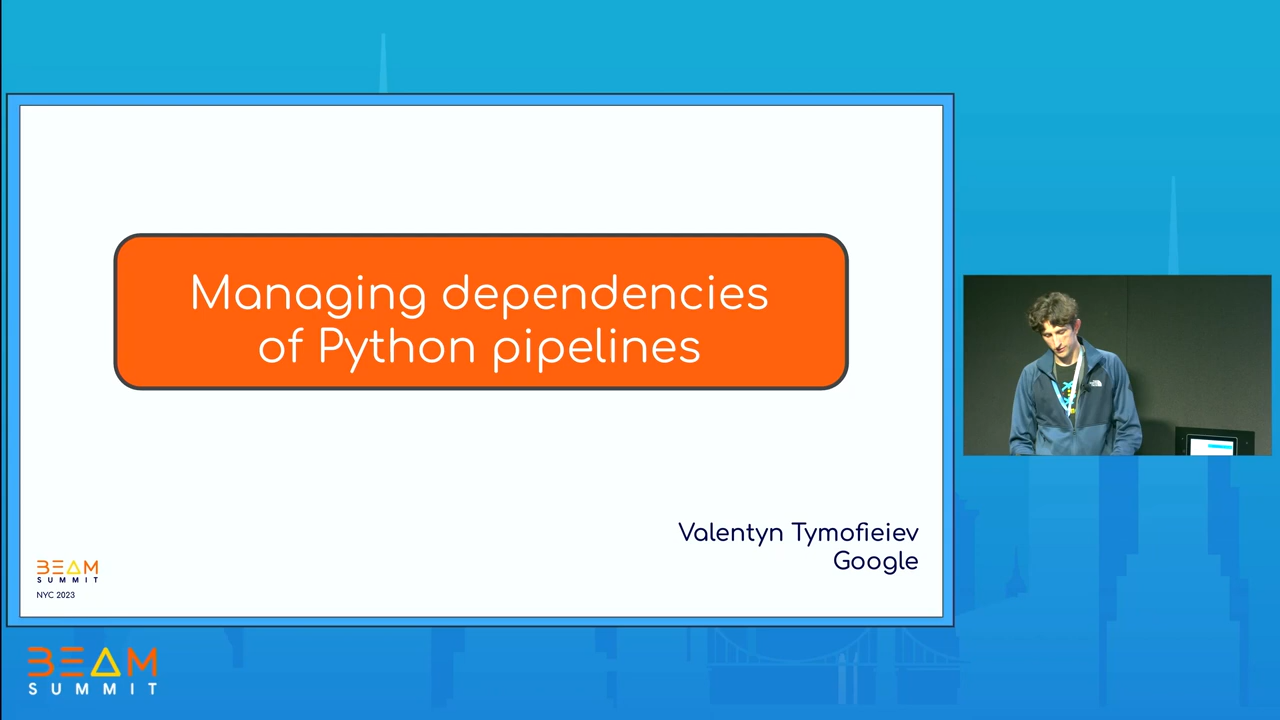 Managing dependencies
of Python pipelines
Valentyn Tymofieiev
Google
BEAM
SUMMIT
NYC 2023
BEAM
SUMMIT